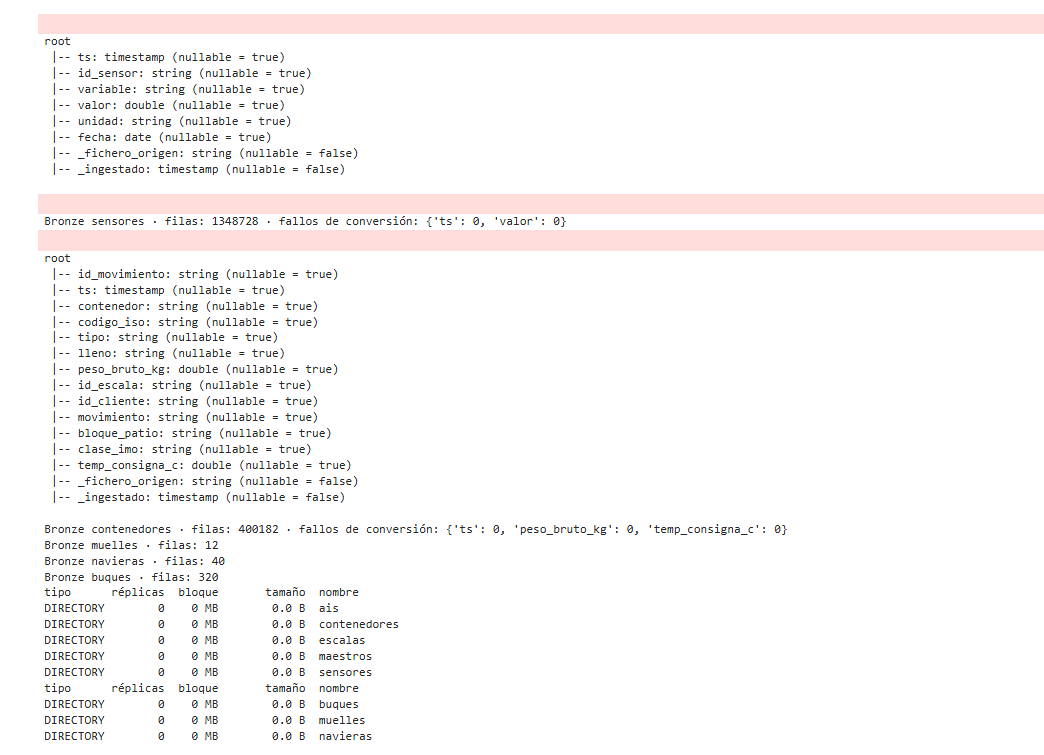 root
 |-- ts: timestamp (nullable = true)
 |-- id_sensor: string (nullable = true)
 |-- variable: string (nullable = true)
 |-- valor: double (nullable = true)
 |-- unidad: string (nullable = true)
 |-- fecha: date (nullable = true)
 |-- _fichero_origen: string (nullable = false)
 |-- _ingestado: timestamp (nullable = false)
Bronze sensores · filas: 1348728 · fallos de conversión: {'ts': 0, 'valor': 0}
root
 |-- id_movimiento: string (nullable = true)
 |-- ts: timestamp (nullable = true)
 |-- contenedor: string (nullable = true)
 |-- codigo_iso: string (nullable = true)
 |-- tipo: string (nullable = true)
 |-- lleno: string (nullable = true)
 |-- peso_bruto_kg: double (nullable = true)
 |-- id_escala: string (nullable = true)
 |-- id_cliente: string (nullable = true)
 |-- movimiento: string (nullable = true)
 |-- bloque_patio: string (nullable = true)
 |-- clase_imo: string (nullable = true)
 |-- temp_consigna_c: double (nullable = true)
 |-- _fichero_origen: string (nullable = false)
 |-- _ingestado: timestamp (nullable = false)
Bronze contenedores · filas: 400182 · fallos de conversión: {'ts': 0, 'peso_bruto_kg': 0, 'temp_consigna_c': 0}
Bronze muelles · filas: 12
Bronze navieras · filas: 40
Bronze buques · filas: 320
tipo      réplicas  bloque       tamaño  nombre
DIRECTORY        0    0 MB        0.0 B  ais
DIRECTORY        0    0 MB        0.0 B  contenedores
DIRECTORY        0    0 MB        0.0 B  escalas
DIRECTORY        0    0 MB        0.0 B  maestros
DIRECTORY        0    0 MB        0.0 B  sensores
tipo      réplicas  bloque       tamaño  nombre
DIRECTORY        0    0 MB        0.0 B  buques
DIRECTORY        0    0 MB        0.0 B  muelles
DIRECTORY        0    0 MB        0.0 B  navieras